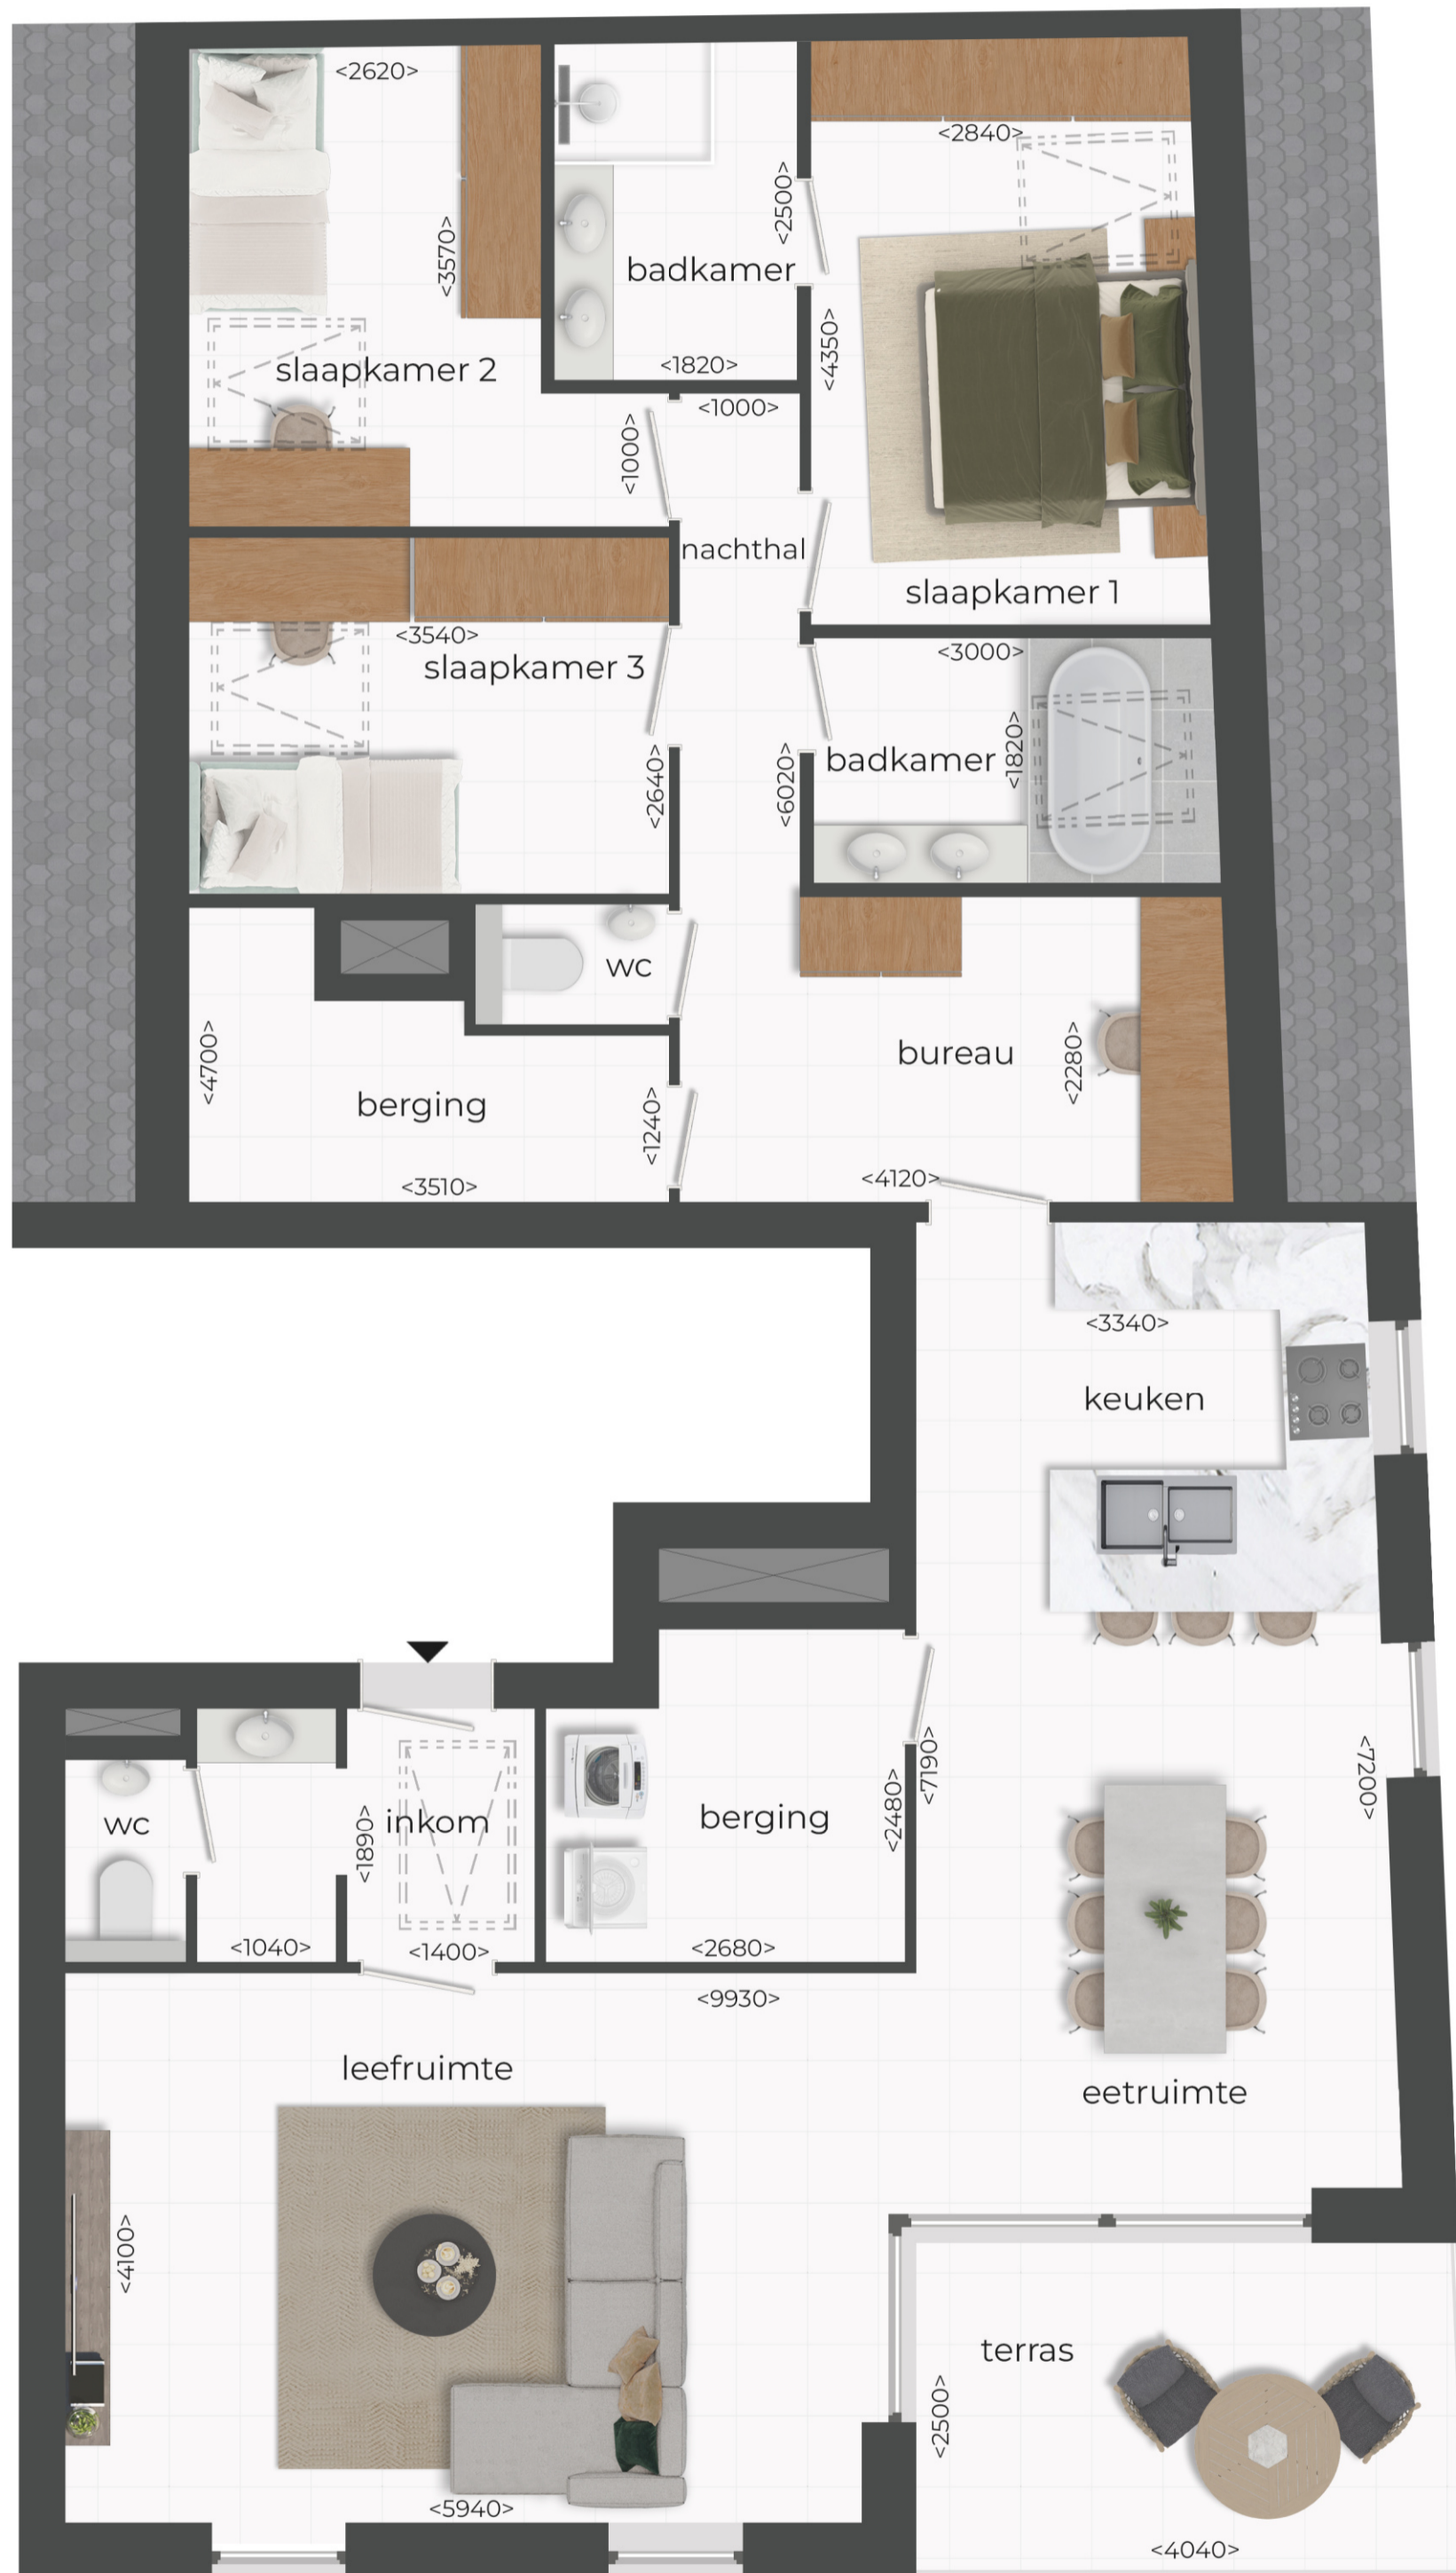 <2620>
<2840>
<2500>
<3570>
badkamer
<4350>
<1820>
slaapkamer 2
<1000>
<1000>
nachthal
slaapkamer 1
<3540>
<3000>
slaapkamer 3
<1820>
badkamer
<2640>
<6020>
wc
bureau
<4700>
<2280>
berging
<1240>
<4120>
<3510>
<3340>
keuken
<7190>
<7200>
<2480>
berging
inkom
wc
<1890>
<1040>
<1400>
<2680>
<9930>
leefruimte
eetruimte
<4100>
terras
<2500>
<5940>
<4040>